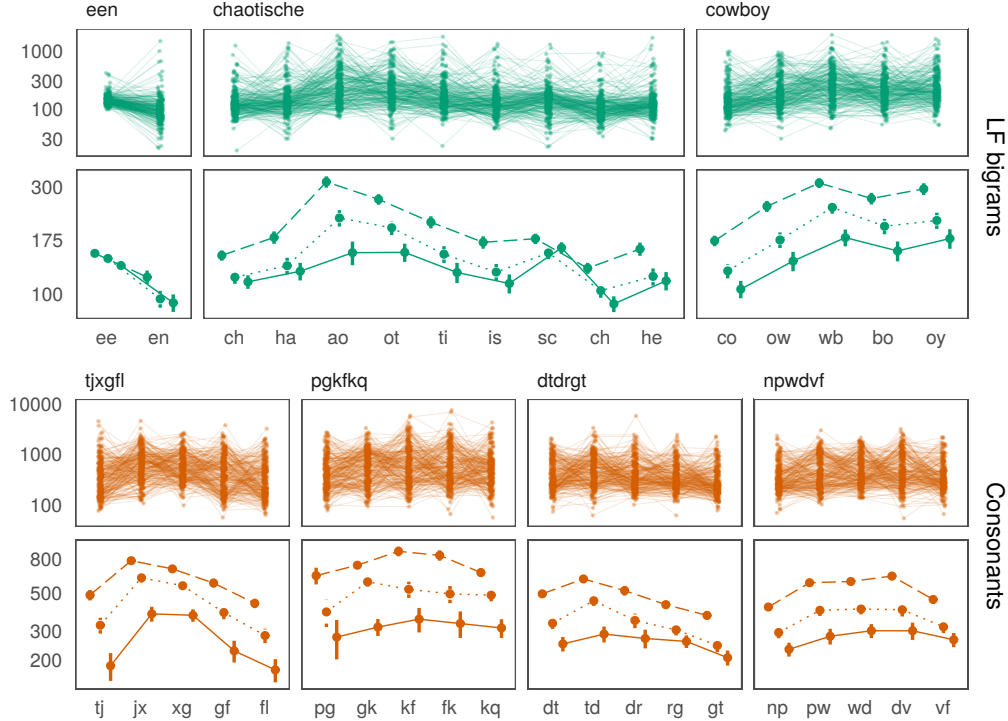 een chaotische cowboy
1000
300
100
30
300
175
100
ee en ch ha ao ot ti is sc ch he co ow wb bo oy
LF bigrams
tjxgfl pgkfkq dtdrgt npwdvf
10000
1000
100
800
500
300
200
tj jx xg gf fl pg gk kf fk kq dt td dr rg gt np pw wd dv vf
Consonants